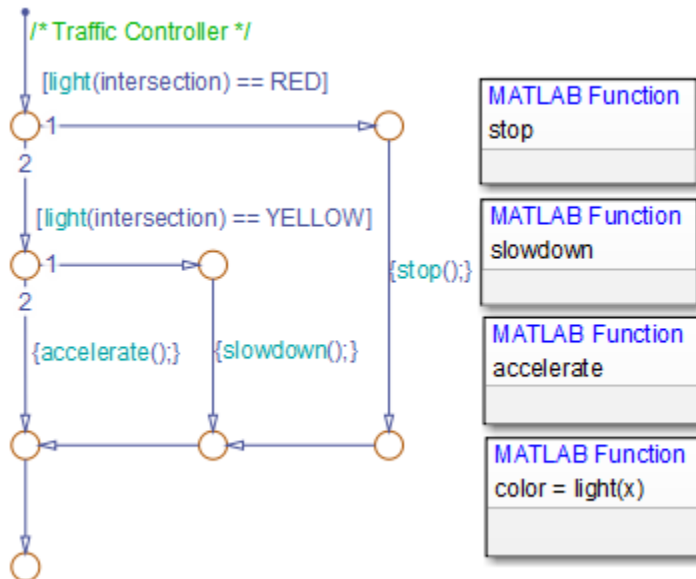 /* Traffic Controller */
[light(intersection) == RED]
1
2
[light(intersection) == YELLOW]
1
2
{stop();}
{accelerate();}
{slowdown();}
MATLAB Function
stop
MATLAB Function
slowdown
MATLAB Function
accelerate
MATLAB Function
color = light(x)